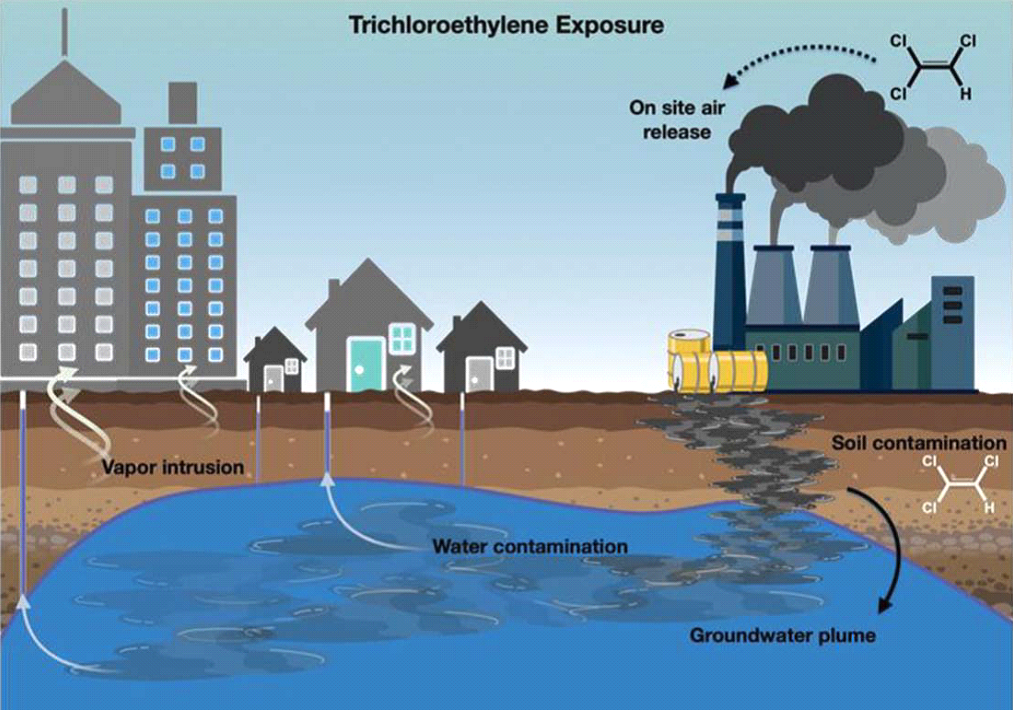 Trichloroethylene Exposure
Cl Cl
Cl H
On site air
release
Soil contamination
Cl Cl
Cl H
Vapor intrusion
Water contamination
Groundwater plume